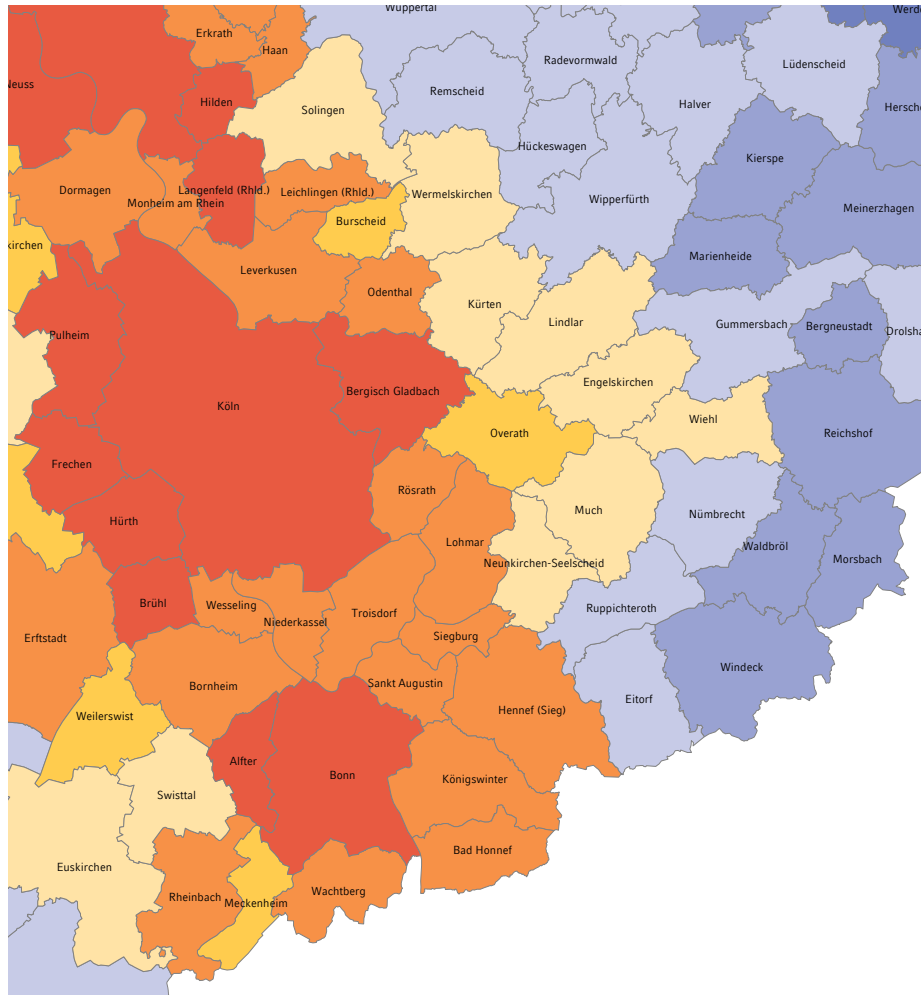 Wuppertal
Werd
Erkrath
Haan
Radevormwald
Lüdenscheid
Neuss
Hilden
Remscheid
Solingen
Halver
Hersche
Hückeswagen
Kierspe
Dormagen
Langenfeld (Rhld.)
Leichlingen (Rhld.)
Wermelskirchen
Monheim am Rhein
Wipperfürth
Meinerzhagen
Burscheid
kirchen
Marienheide
Leverkusen
Odenthal
Kürten
Lindlar
Gummersbach
Bergneustadt
Drolsha
Pulheim
Engelskirchen
Bergisch Gladbach
Köln
Wiehl
Overath
Reichshof
Frechen
Rösrath
Much
Nümbrecht
Hürth
Lohmar
Waldbröl
Neunkirchen-Seelscheid
Morsbach
Brühl
Wesseling
Ruppichteroth
Troisdorf
Niederkassel
Erftstadt
Siegburg
Windeck
Bornheim
Sankt Augustin
Eitorf
Hennef (Sieg)
Weilerswist
Alfter
Bonn
Königswinter
Swisttal
Bad Honnef
Euskirchen
Wachtberg
Rheinbach
Meckenheim